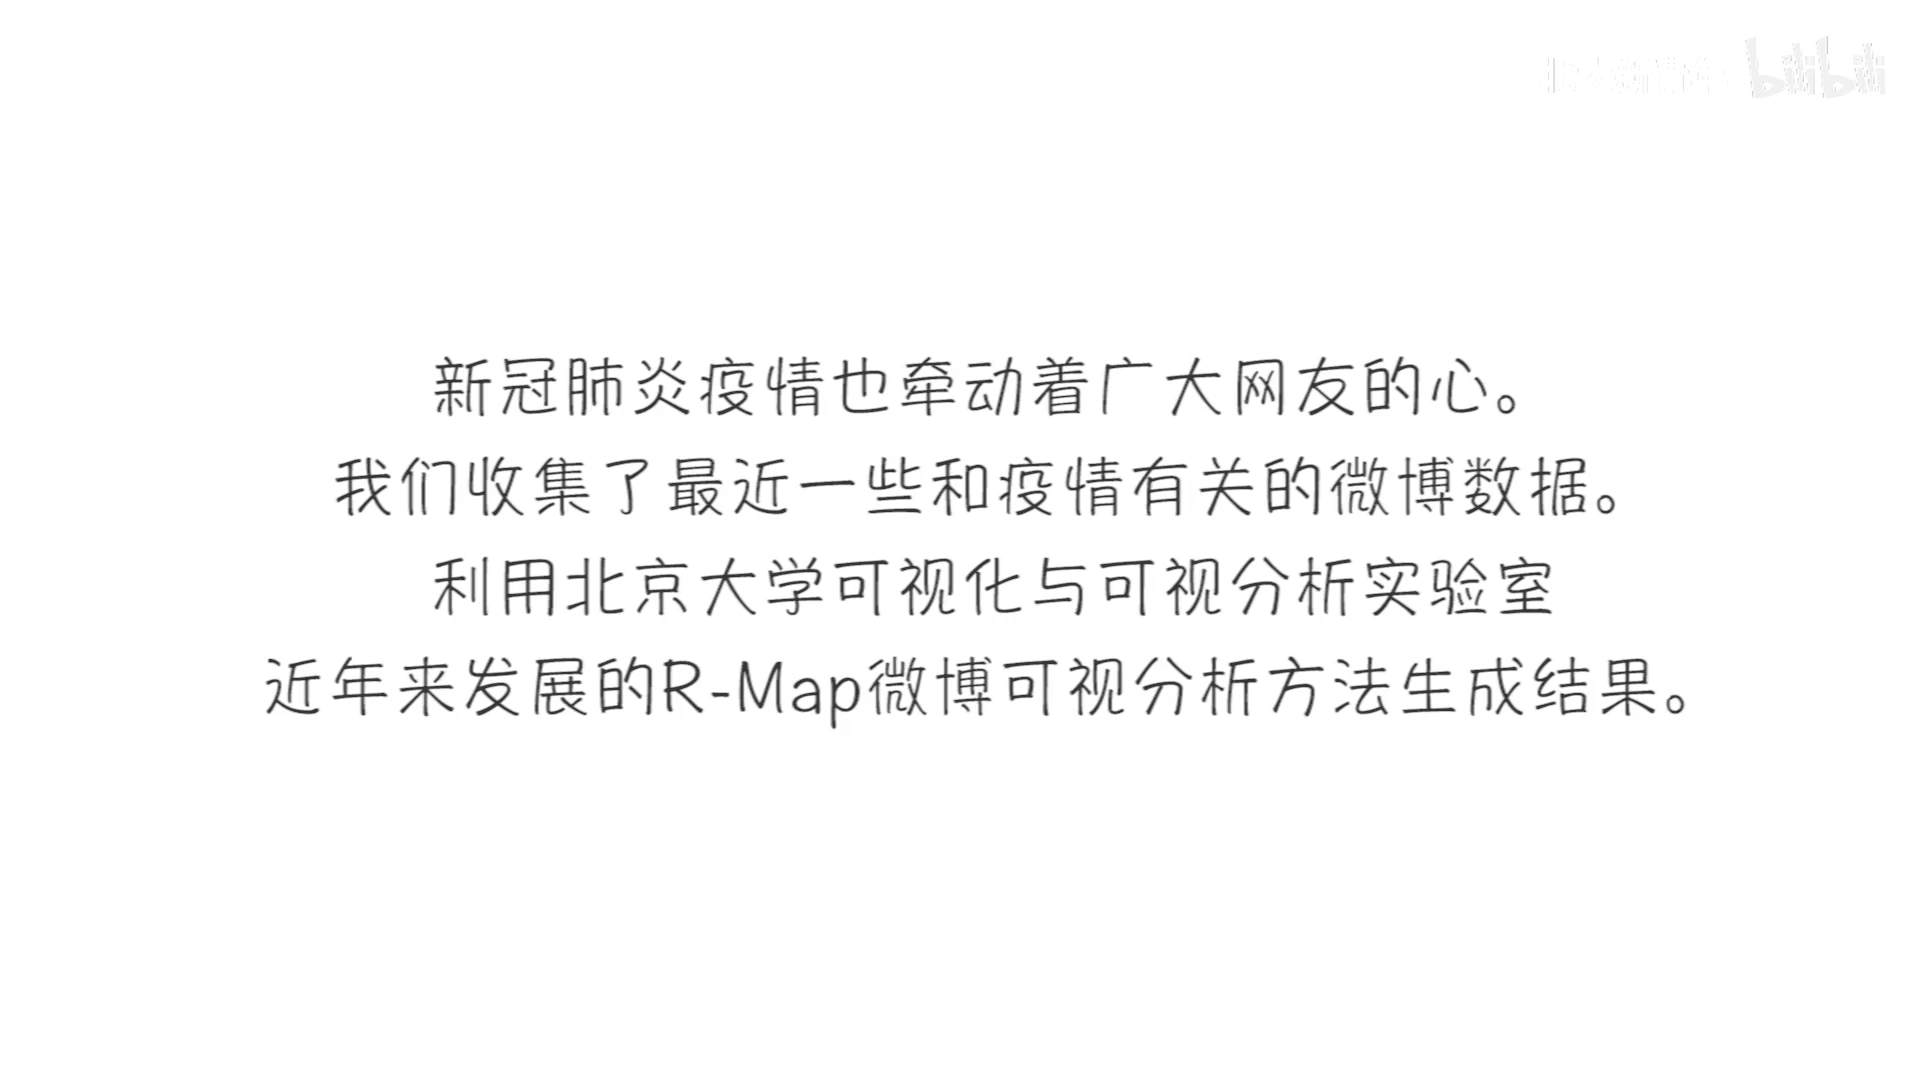 bilibili
新冠肺炎疫情也牵动着广大网友的心。
我们收集了最近一些和疫情有关的微博数据。
利用北京大学可视化与可视分析实验室
近年来发展的R-Map微博可视分析方法生成结果。